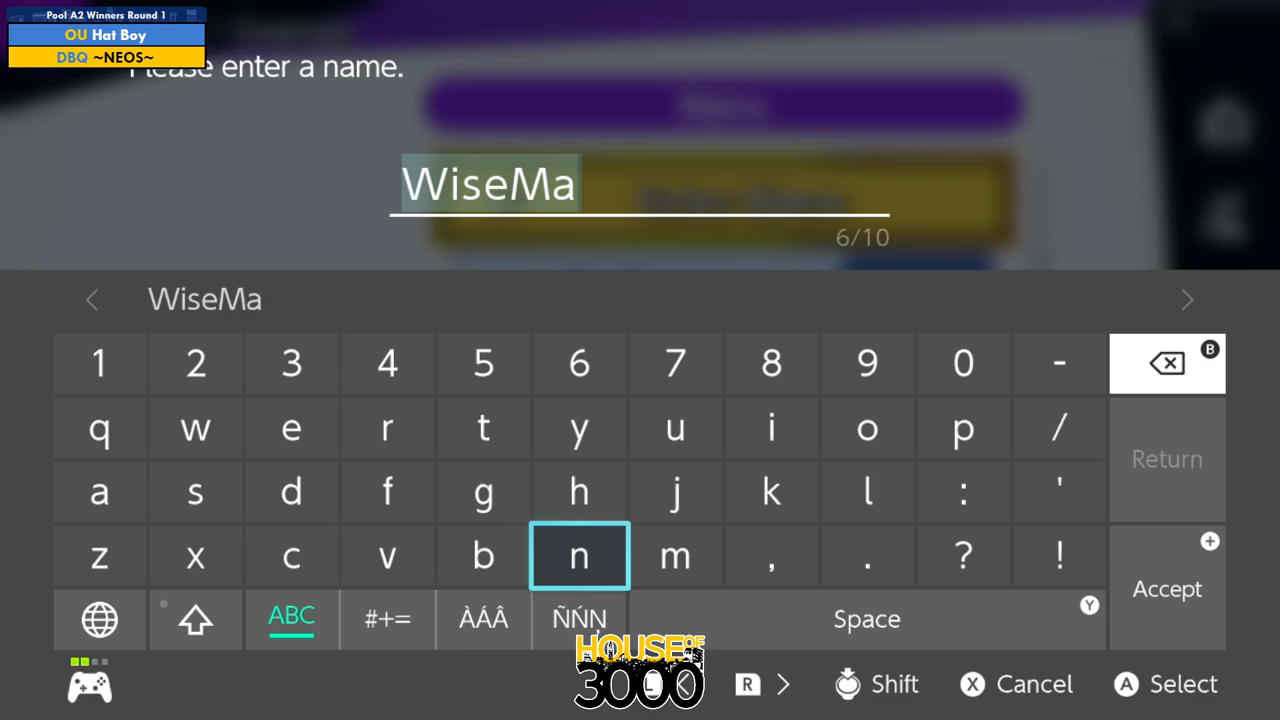 Pool A2 Winners Round 1
OU Hat Boy
DBQ ~NEOS~
Please enter a name.
WiseMa
6/10
WiseMa
1 2 3 4 5 6 7 8 9 0 - B
q w e r t y u i o p /
Return
a s d f g h j k l : '
z x c v b n m , . ? ! +
Accept
ABC #+= ÀÁÂ ÑŃŅ Space Y
HOUSE OF
3000
L R Shift X Cancel A Select